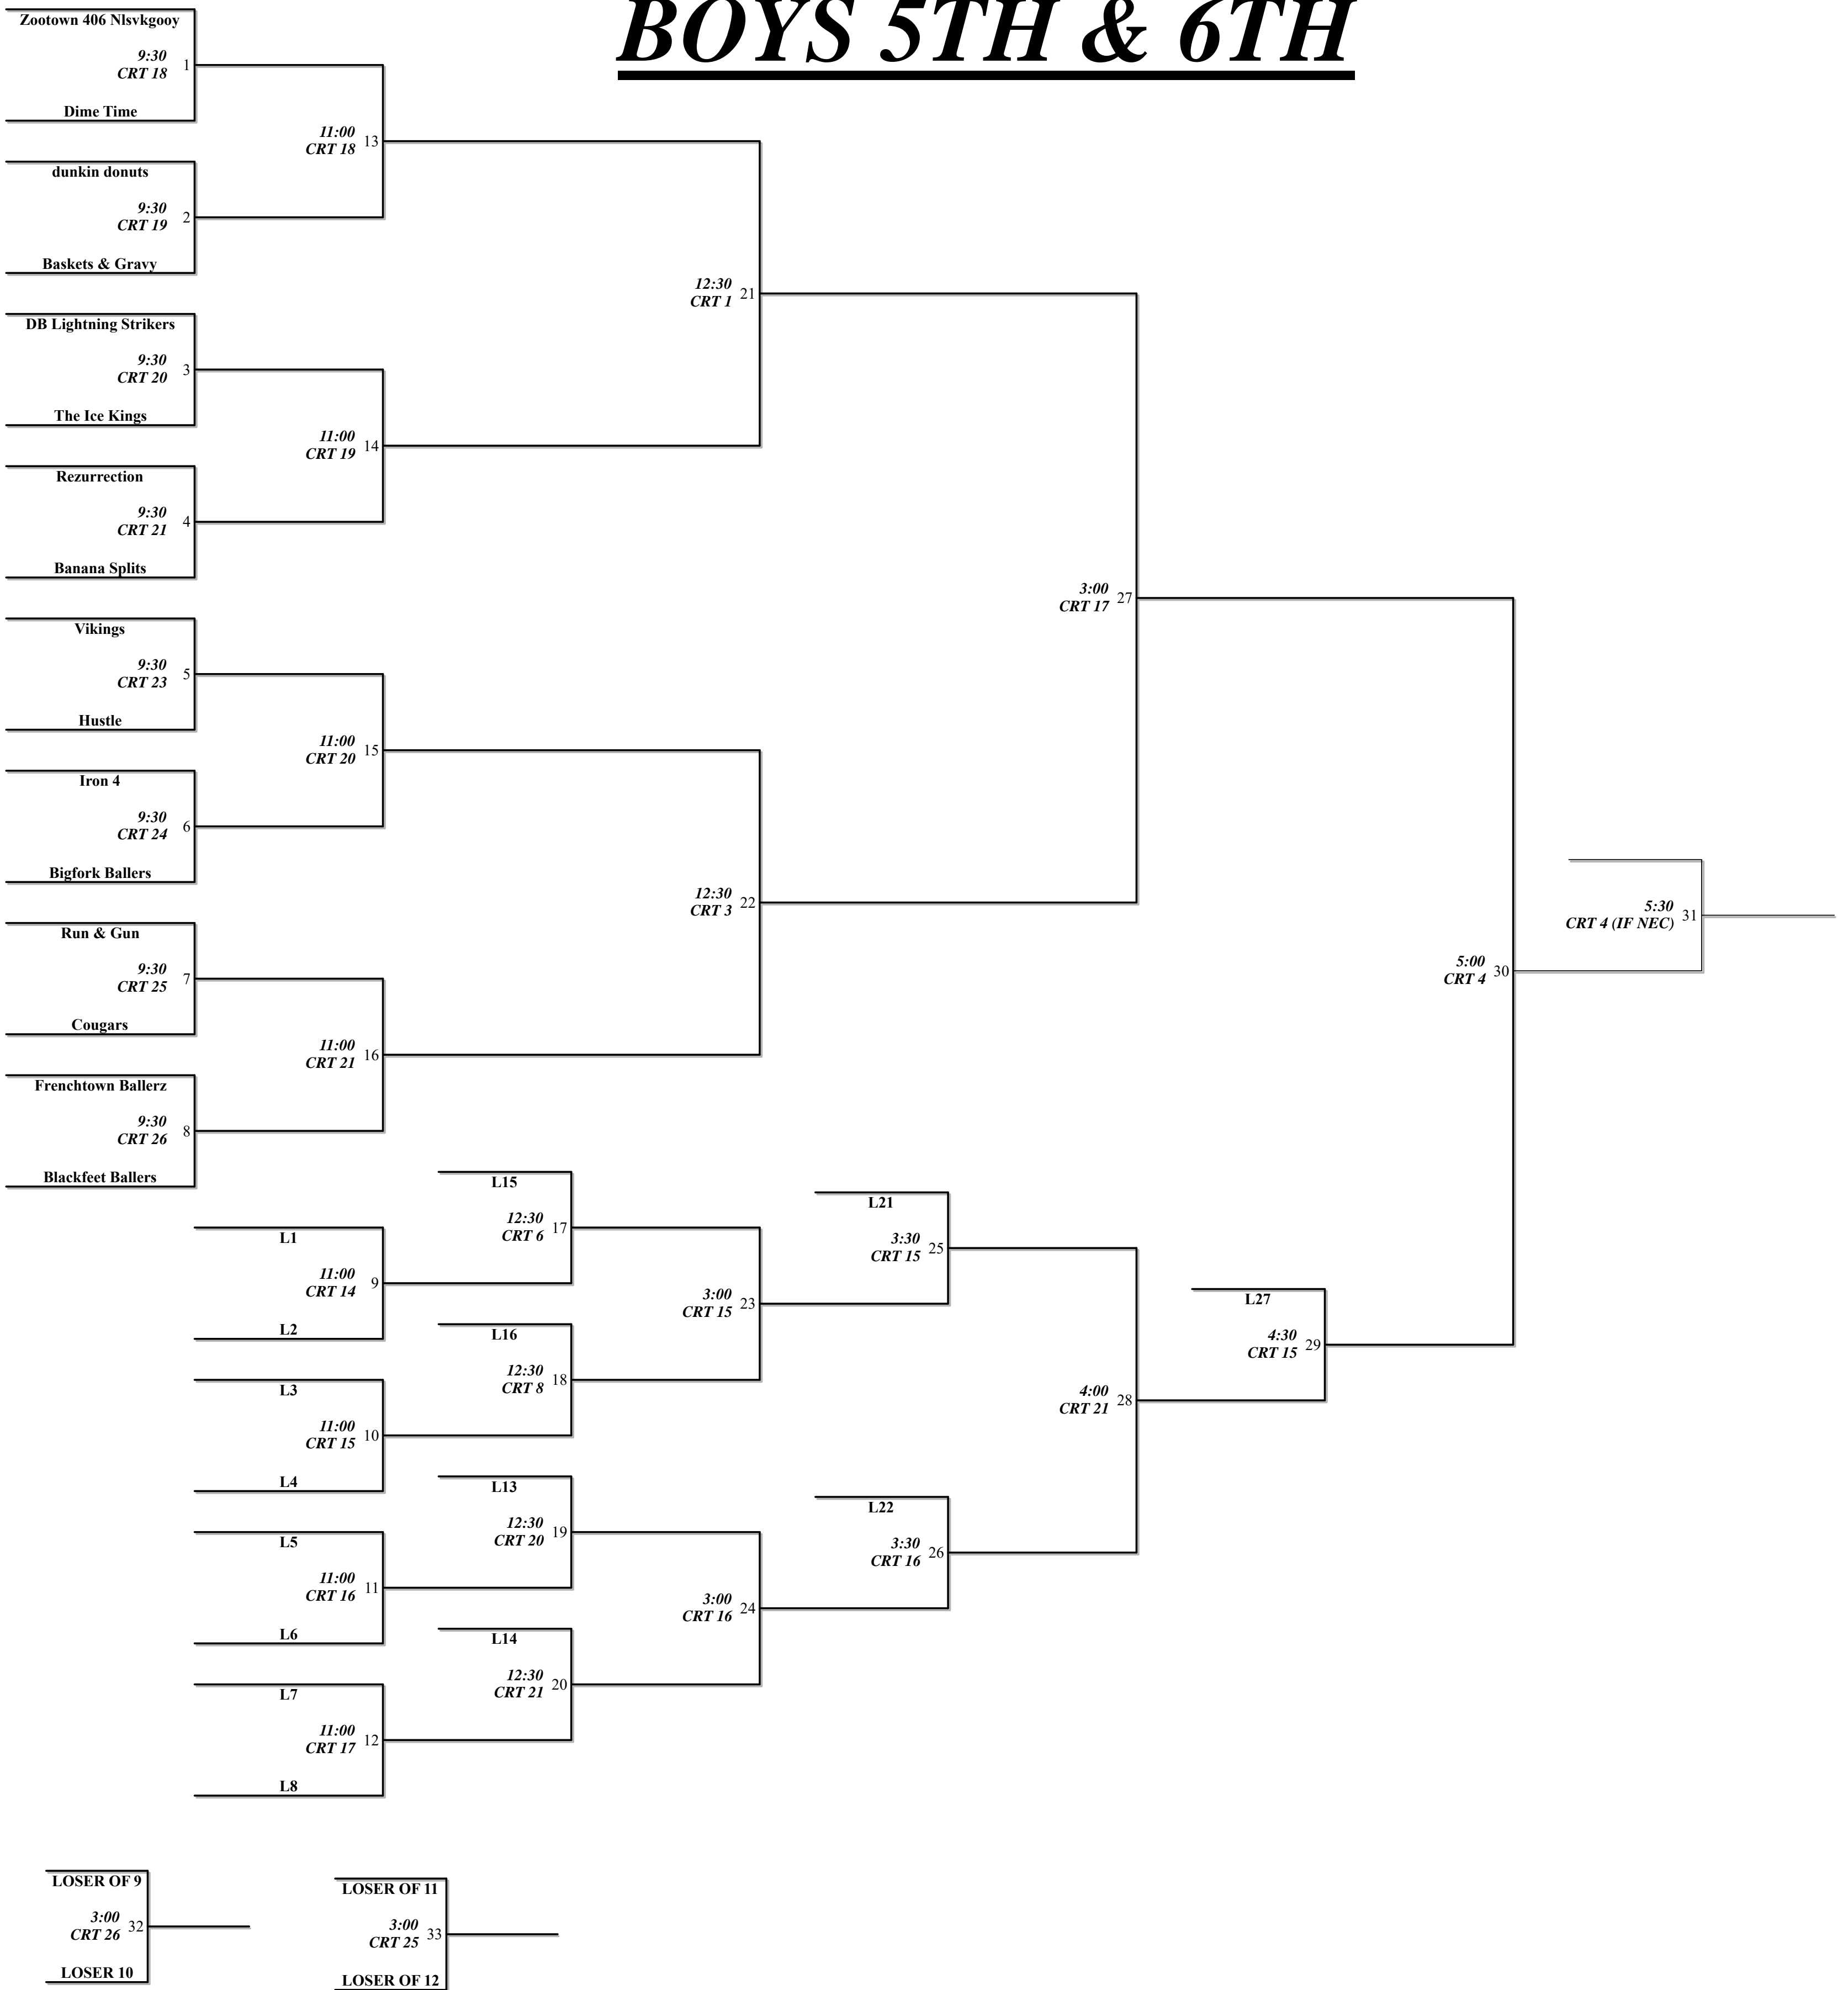 BOYS 5TH & 6TH
Zootown 406 Nlsvkgooy
9:30
CRT 18
1
Dime Time
11:00
CRT 18
13
dunkin donuts
9:30
CRT 19
2
Baskets & Gravy
12:30
CRT 1
21
DB Lightning Strikers
9:30
CRT 20
3
The Ice Kings
11:00
CRT 19
14
Rezurrection
9:30
CRT 21
4
Banana Splits
3:00
CRT 17
27
Vikings
9:30
CRT 23
5
Hustle
11:00
CRT 20
15
Iron 4
9:30
CRT 24
6
Bigfork Ballers
12:30
CRT 3
22
Run & Gun
9:30
CRT 25
7
Cougars
11:00
CRT 21
16
Frenchtown Ballerz
9:30
CRT 26
8
Blackfeet Ballers
5:00
CRT 4
30
5:30
CRT 4 (IF NEC)
31
L1
11:00
CRT 14
9
L2
L15
12:30
CRT 6
17
L3
11:00
CRT 15
10
L4
L16
12:30
CRT 8
18
3:00
CRT 15
23
L21
3:30
CRT 15
25
L5
11:00
CRT 16
11
L6
L13
12:30
CRT 20
19
L7
11:00
CRT 17
12
L8
L14
12:30
CRT 21
20
3:00
CRT 16
24
L22
3:30
CRT 16
26
4:00
CRT 21
28
L27
4:30
CRT 15
29
LOSER OF 9
3:00
CRT 26
32
LOSER 10
LOSER OF 11
3:00
CRT 25
33
LOSER OF 12